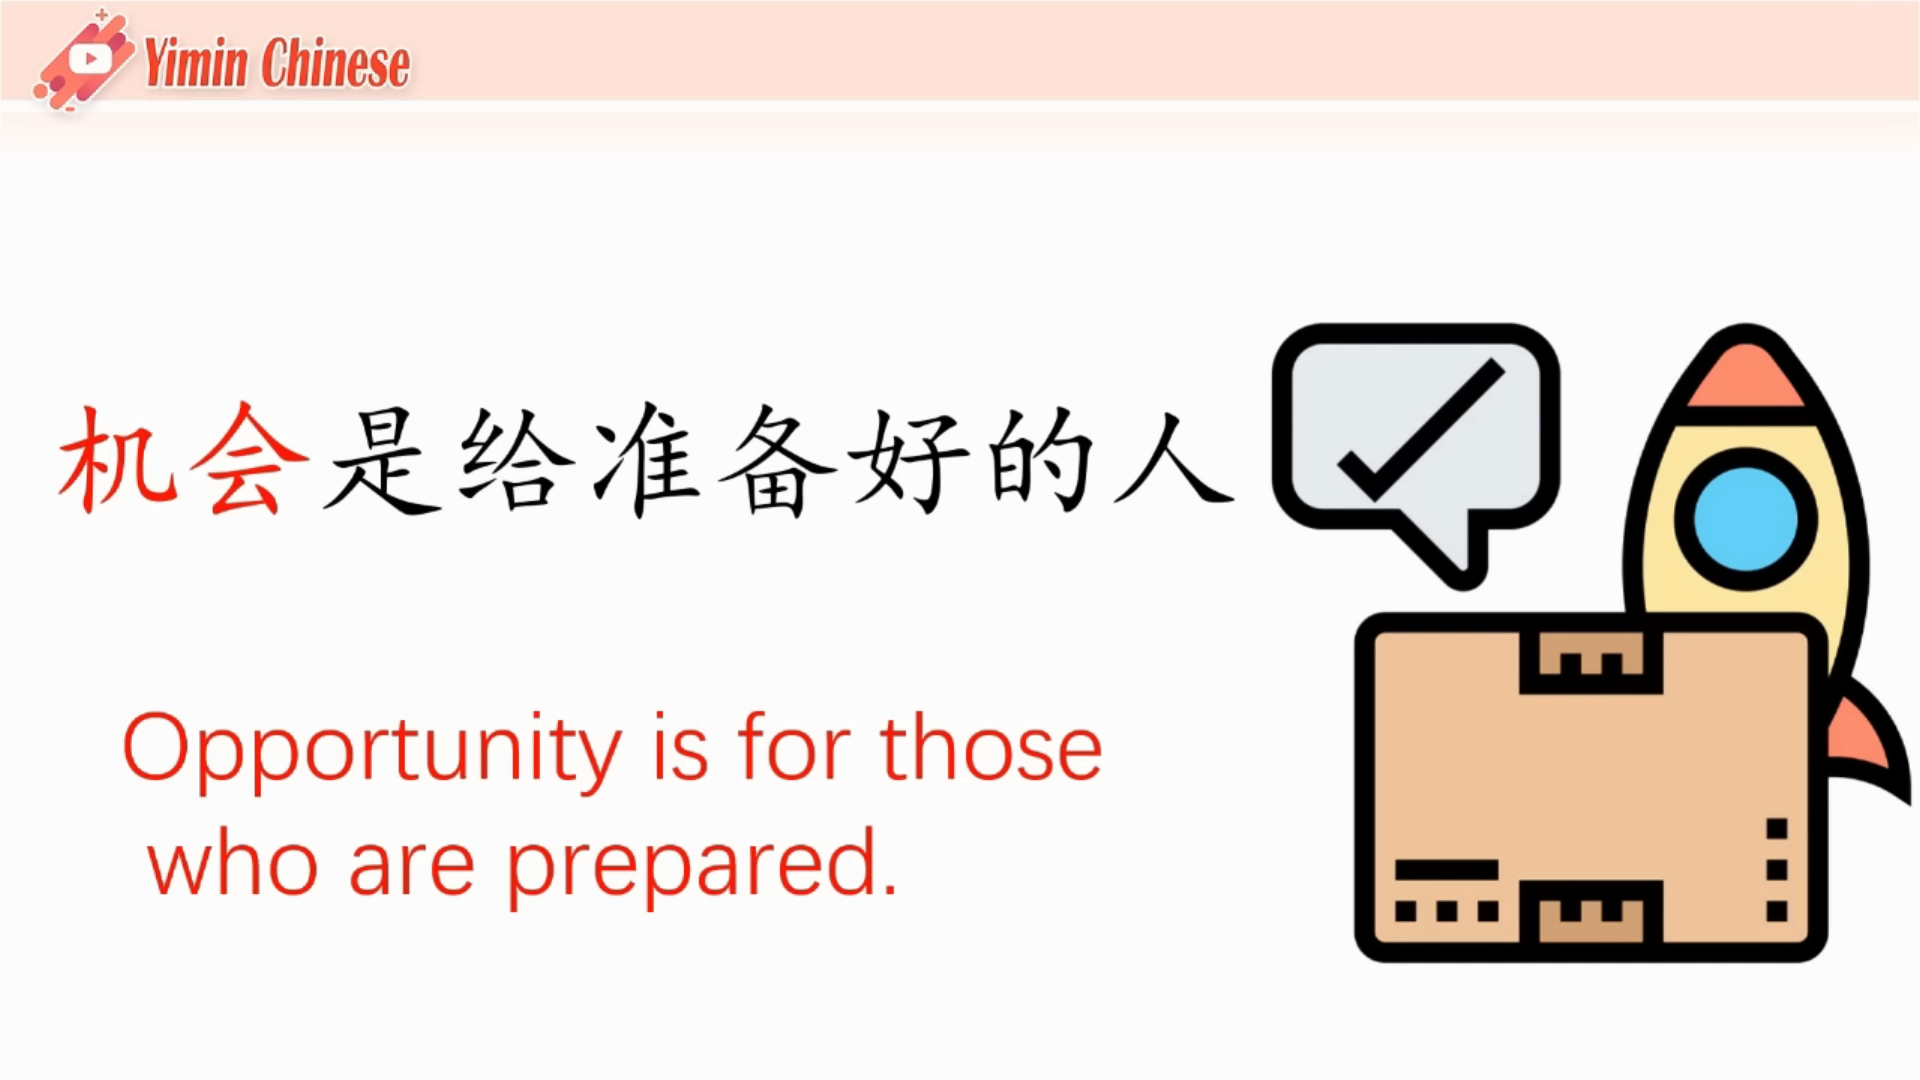 Yimin Chinese
机会是给准备好的人
Opportunity is for those
who are prepared.